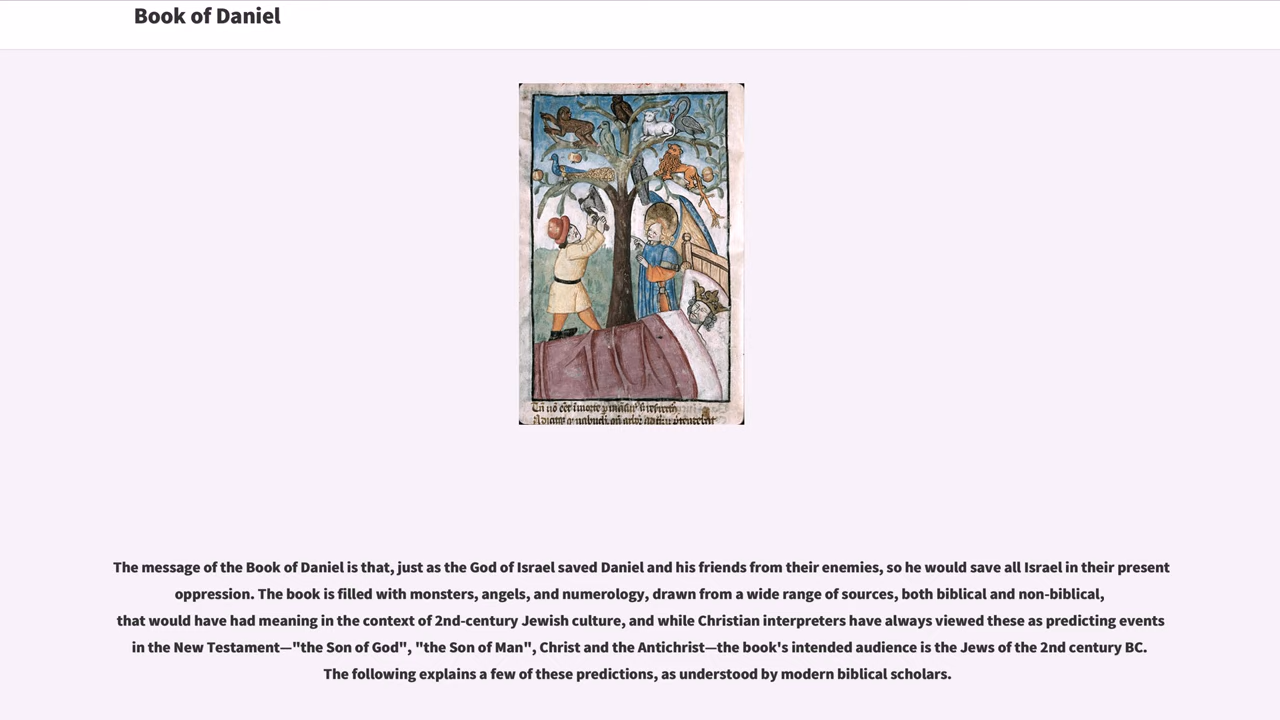 Book of Daniel
The message of the Book of Daniel is that, just as the God of Israel saved Daniel and his friends from their enemies, so he would save all Israel in their present
oppression. The book is filled with monsters, angels, and numerology, drawn from a wide range of sources, both biblical and non-biblical,
that would have had meaning in the context of 2nd-century Jewish culture, and while Christian interpreters have always viewed these as predicting events
in the New Testament—"the Son of God", "the Son of Man", Christ and the Antichrist—the book's intended audience is the Jews of the 2nd century BC.
The following explains a few of these predictions, as understood by modern biblical scholars.